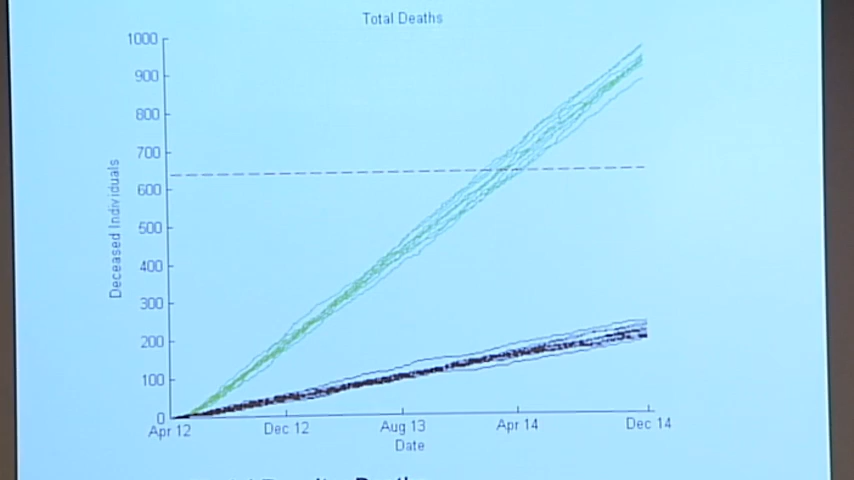 Total Deaths
1000
900
800
700
600
500
400
300
200
100
0
Deceased Individuals
Apr 12 Dec 12 Aug 13 Apr 14 Dec 14
Date